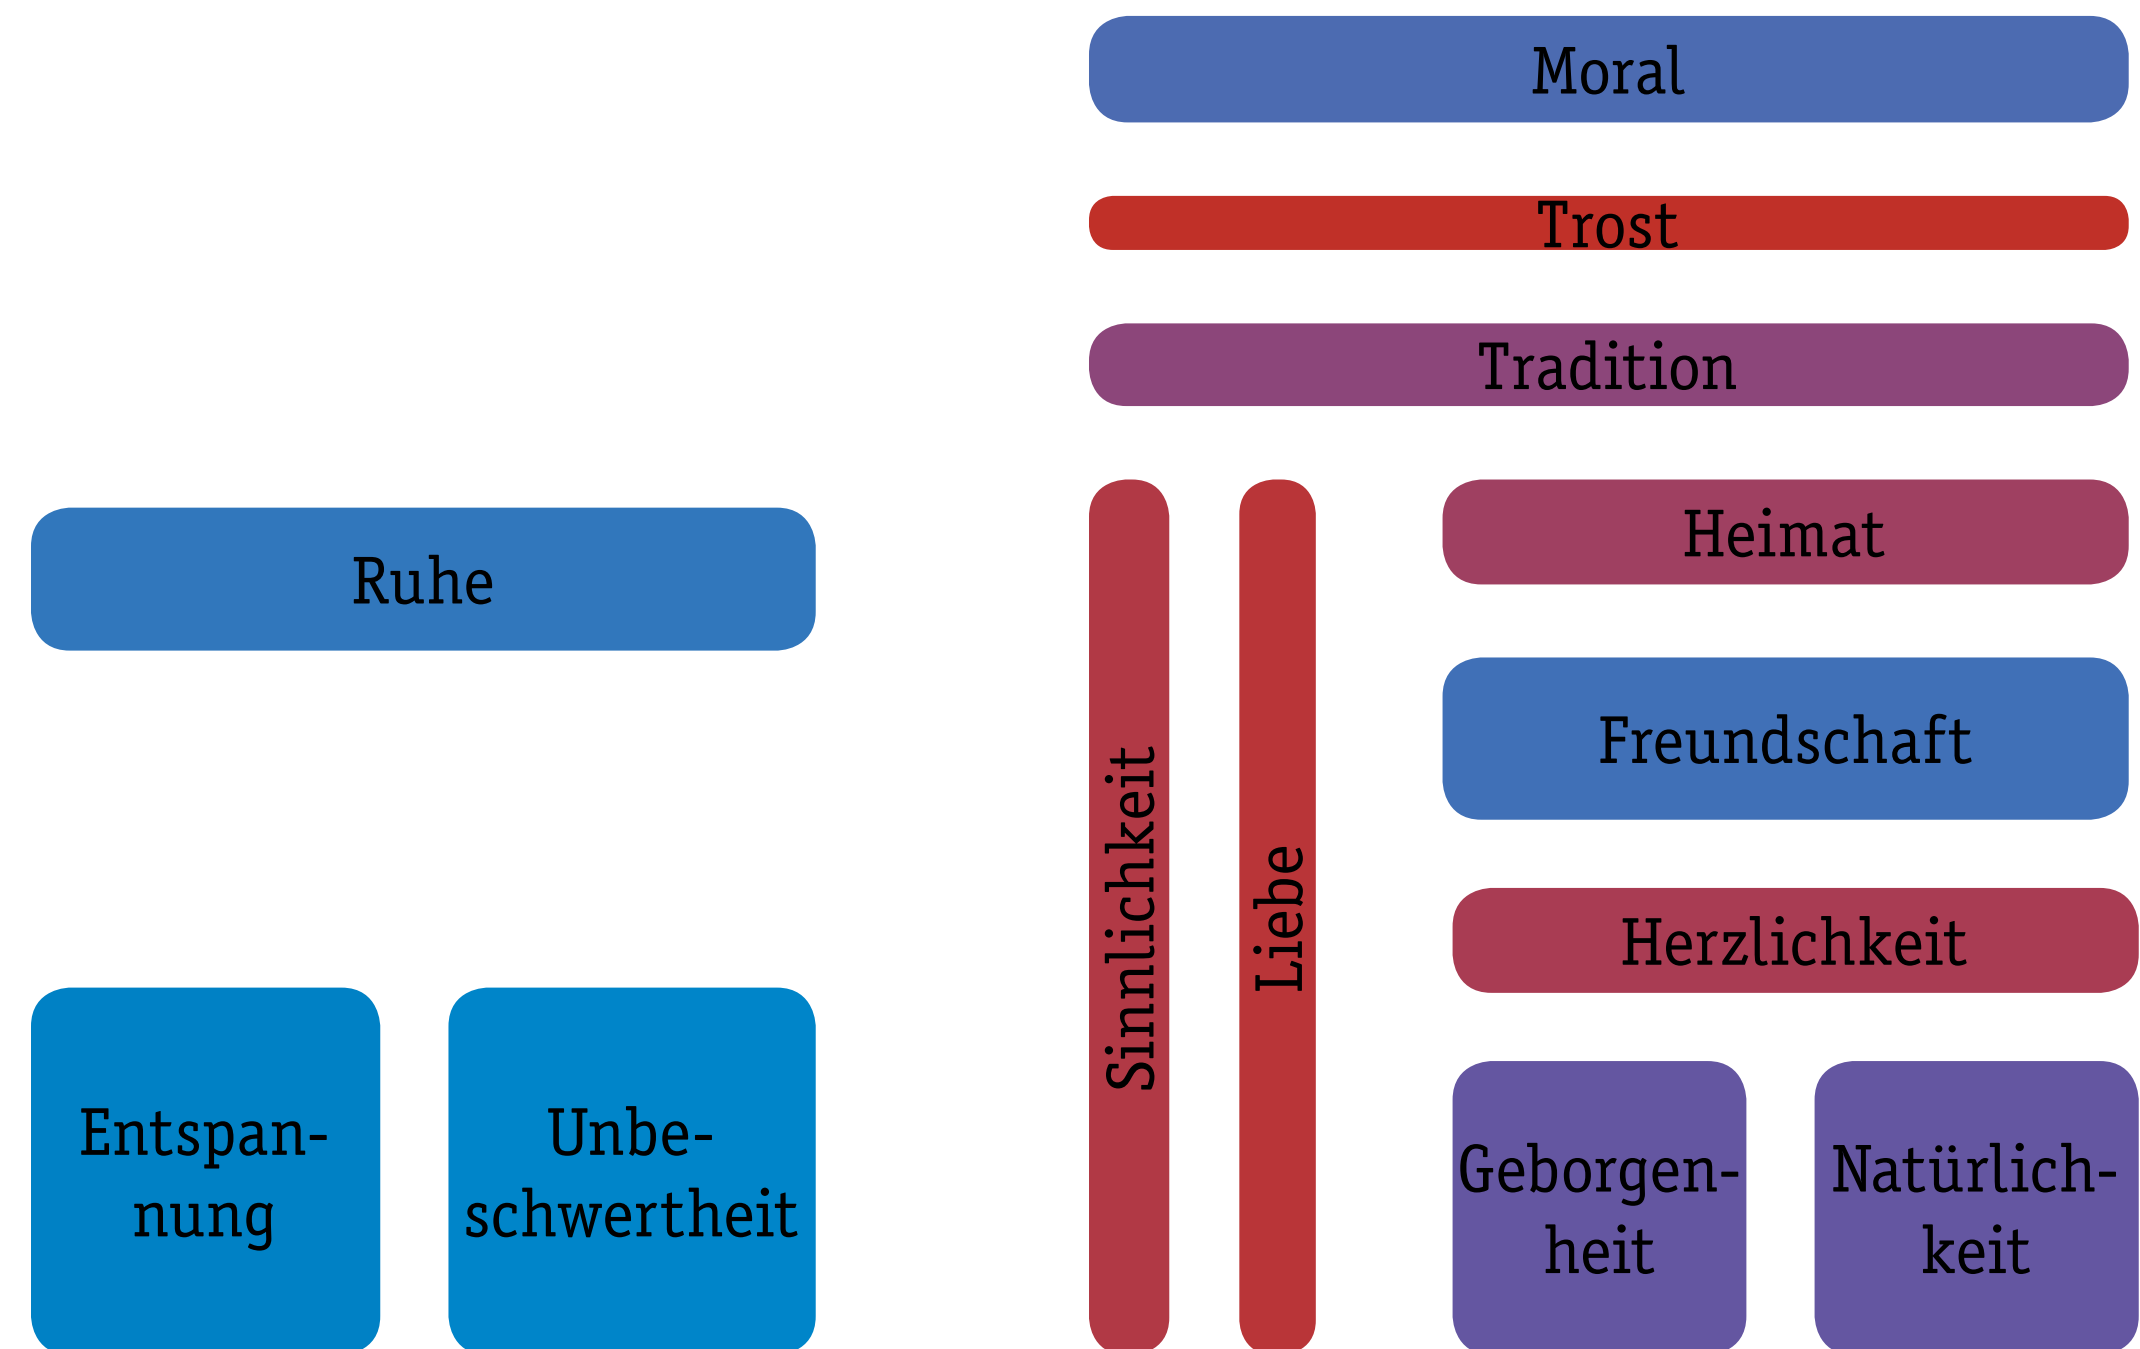 Moral
Trost
Tradition
Heimat
Ruhe
Freundschaft
Sinnlichkeit
Liebe
Herzlichkeit
Entspan-
nung
Unbe-
schwertheit
Geborgen-
heit
Natürlich-
keit